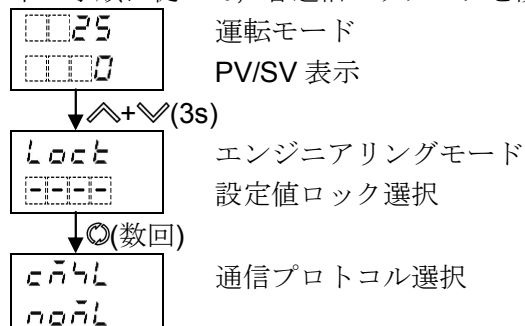 25 運転モード
0 PV/SV 表示
︿+﹀(3s)
Lock エンジニアリングモード
---- 設定値ロック選択
(数回)
cmsL 通信プロトコル選択
nomL